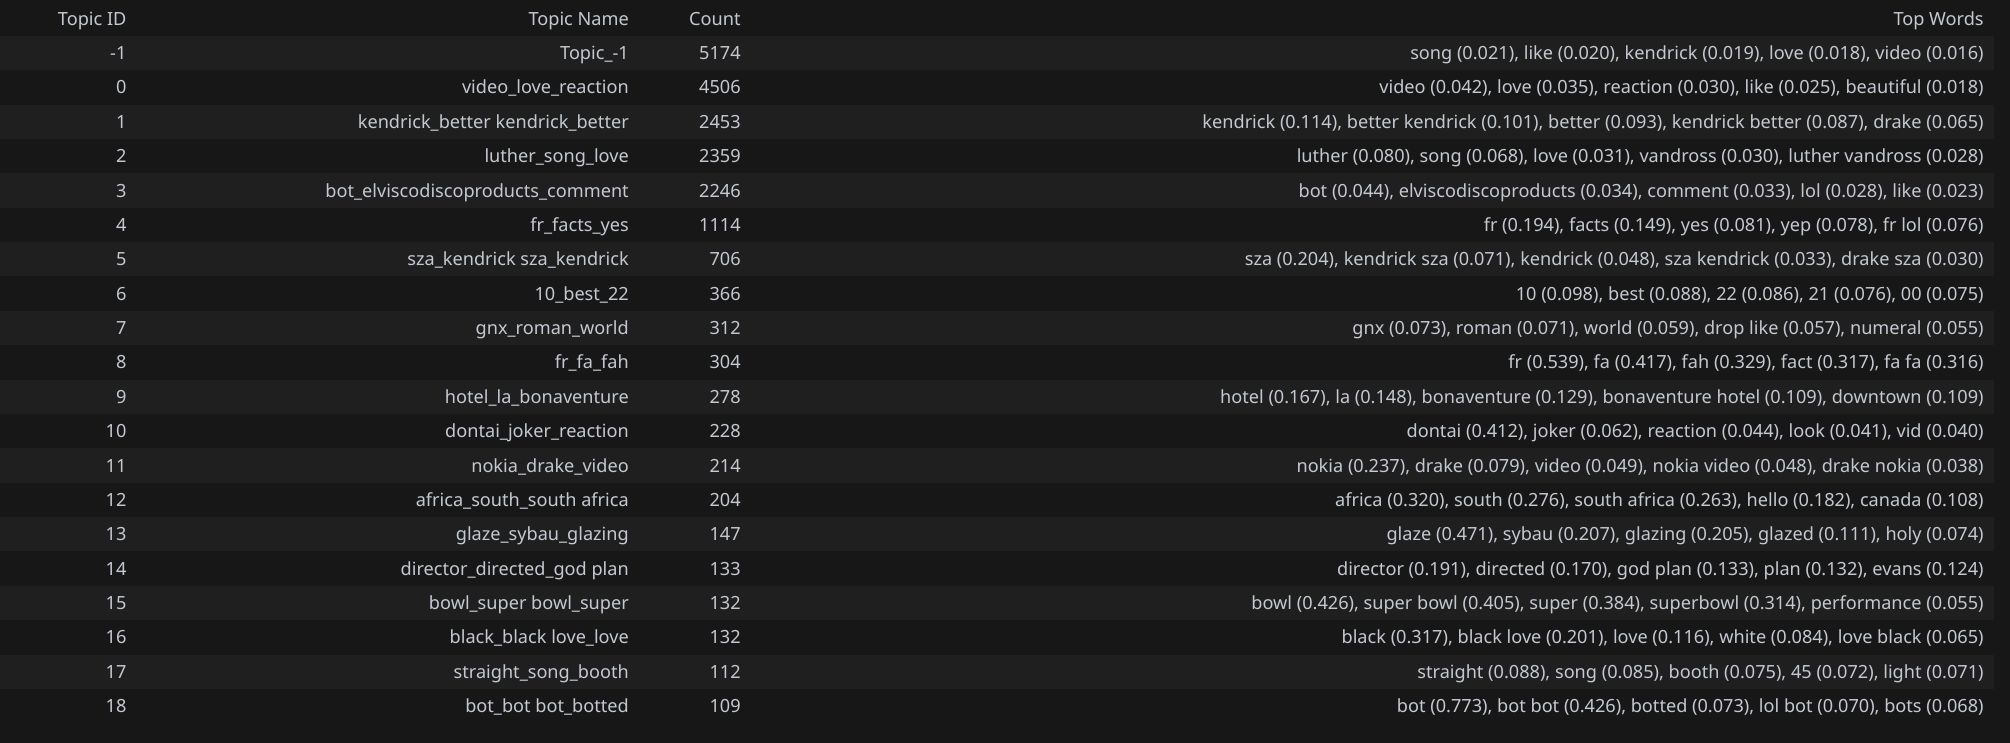 Topic ID Topic Name Count Top Words
-1 Topic_-1 5174 song (0.021), like (0.020), kendrick (0.019), love (0.018), video (0.016)
0 video_love_reaction 4506 video (0.042), love (0.035), reaction (0.030), like (0.025), beautiful (0.018)
1 kendrick_better kendrick_better 2453 kendrick (0.114), better kendrick (0.101), better (0.093), kendrick better (0.087), drake (0.065)
2 luther_song_love 2359 luther (0.080), song (0.068), love (0.031), vandross (0.030), luther vandross (0.028)
3 bot_elviscodiscoproducts_comment 2246 bot (0.044), elviscodiscoproducts (0.034), comment (0.033), lol (0.028), like (0.023)
4 fr_facts_yes 1114 fr (0.194), facts (0.149), yes (0.081), yep (0.078), fr lol (0.076)
5 sza_kendrick sza_kendrick 706 sza (0.204), kendrick sza (0.071), kendrick (0.048), sza kendrick (0.033), drake sza (0.030)
6 10_best_22 366 10 (0.098), best (0.088), 22 (0.086), 21 (0.076), 00 (0.075)
7 gnx_roman_world 312 gnx (0.073), roman (0.071), world (0.059), drop like (0.057), numeral (0.055)
8 fr_fa_fah 304 fr (0.539), fa (0.417), fah (0.329), fact (0.317), fa fa (0.316)
9 hotel_la_bonaventure 278 hotel (0.167), la (0.148), bonaventure (0.129), bonaventure hotel (0.109), downtown (0.109)
10 dontai_joker_reaction 228 dontai (0.412), joker (0.062), reaction (0.044), look (0.041), vid (0.040)
11 nokia_drake_video 214 nokia (0.237), drake (0.079), video (0.049), nokia video (0.048), drake nokia (0.038)
12 africa_south_south africa 204 africa (0.320), south (0.276), south africa (0.263), hello (0.182), canada (0.108)
13 glaze_sybau_glazing 147 glaze (0.471), sybau (0.207), glazing (0.205), glazed (0.111), holy (0.074)
14 director_directed_god plan 133 director (0.191), directed (0.170), god plan (0.133), plan (0.132), evans (0.124)
15 bowl_super bowl_super 132 bowl (0.426), super bowl (0.405), super (0.384), superbowl (0.314), performance (0.055)
16 black_black love_love 132 black (0.317), black love (0.201), love (0.116), white (0.084), love black (0.065)
17 straight_song_booth 112 straight (0.088), song (0.085), booth (0.075), 45 (0.072), light (0.071)
18 bot_bot bot_botted 109 bot (0.773), bot bot (0.426), botted (0.073), lol bot (0.070), bots (0.068)